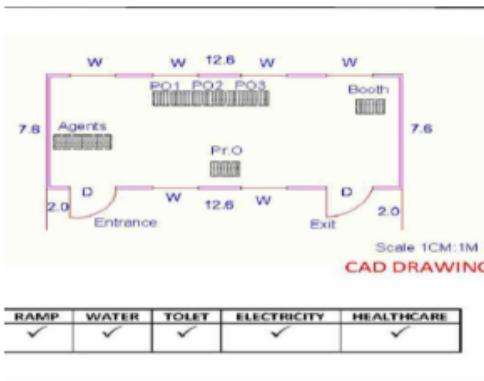 W W 12.6 W W
PO1 PO2 PO3 Booth
7.6 Agents 7.6
Pr.O
D W 12.6 W D
2.0 Entrance Exit 2.0
Scale 1CM:1M
CAD DRAWING
RAMP WATER TOLET ELECTRICITY HEALTHCARE
✓ ✓ ✓ ✓ ✓